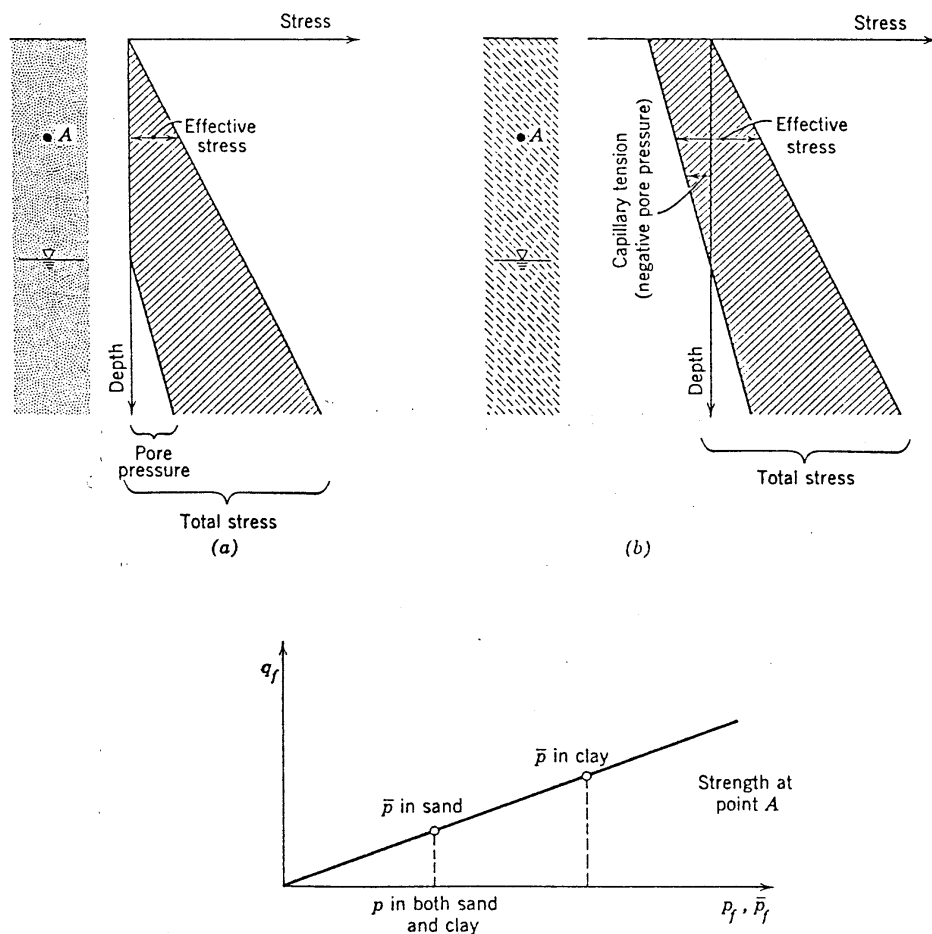 Stress
A
Effective
stress
Depth
Pore
pressure
Total stress
(a)
Stress
A
Effective
stress
Capillary tension
(negative pore pressure)
Depth
Total stress
(b)
q_f
p̄ in clay
p̄ in sand
Strength at
point A
p in both sand
and clay
p_f , p̄_f